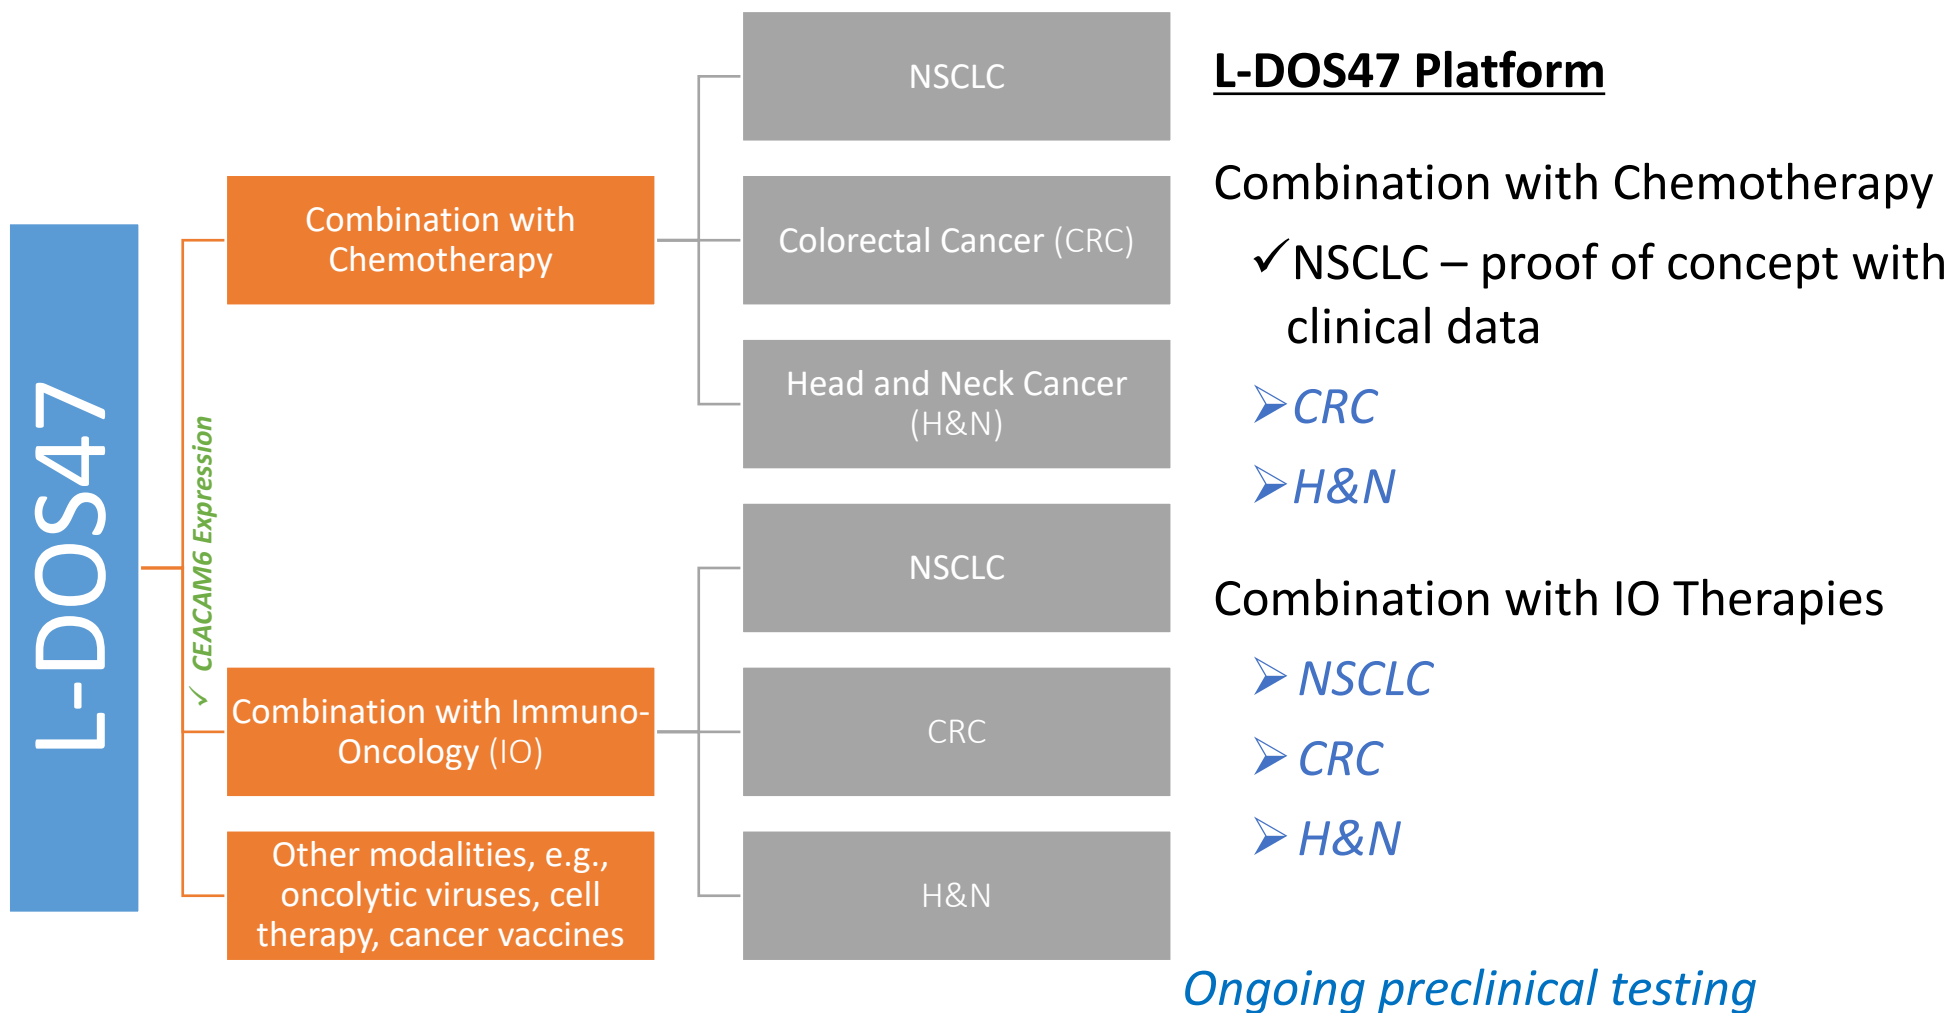 L-DOS47
✓ CEACAM6 Expression
Combination with
Chemotherapy
NSCLC
Colorectal Cancer (CRC)
Head and Neck Cancer
(H&N)
Combination with Immuno-
Oncology (IO)
NSCLC
CRC
H&N
Other modalities, e.g.,
oncolytic viruses, cell
therapy, cancer vaccines
L-DOS47 Platform
Combination with Chemotherapy
✓NSCLC – proof of concept with
clinical data
➢CRC
➢H&N
Combination with IO Therapies
➢ NSCLC
➢ CRC
➢ H&N
Ongoing preclinical testing